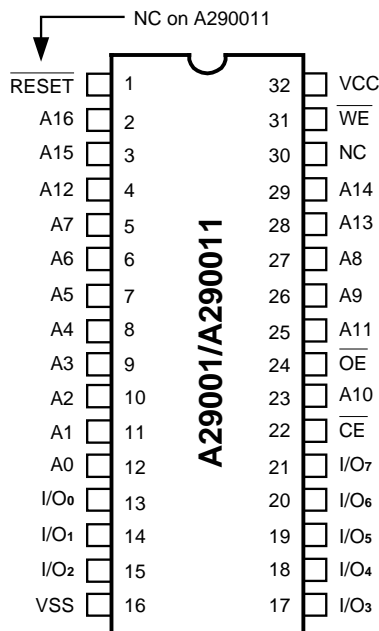 NC on A290011
RESET 1 32 VCC
A16 2 31 WE
A15 3 30 NC
A12 4 29 A14
A7 5 28 A13
A6 6 27 A8
A5 7 26 A9
A4 8 25 A11
A3 9 24 OE
A2 10 23 A10
A1 11 22 CE
A0 12 21 I/O7
I/O0 13 20 I/O6
I/O1 14 19 I/O5
I/O2 15 18 I/O4
VSS 16 17 I/O3
A29001/A290011